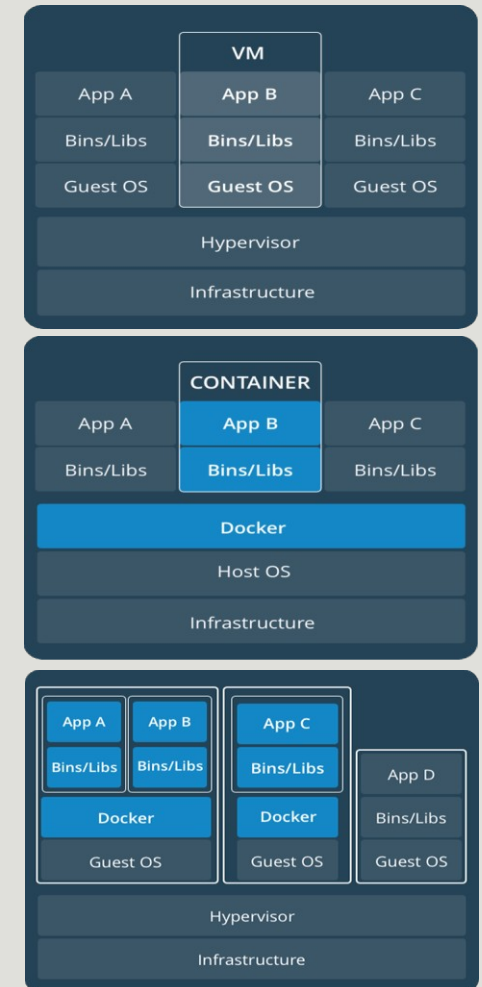 VM
App A App B App C
Bins/Libs Bins/Libs Bins/Libs
Guest OS Guest OS Guest OS
Hypervisor
Infrastructure
CONTAINER
App A App B App C
Bins/Libs Bins/Libs Bins/Libs
Docker
Host OS
Infrastructure
App A App B App C
Bins/Libs Bins/Libs Bins/Libs App D
Docker Docker Bins/Libs
Guest OS Guest OS Guest OS
Hypervisor
Infrastructure